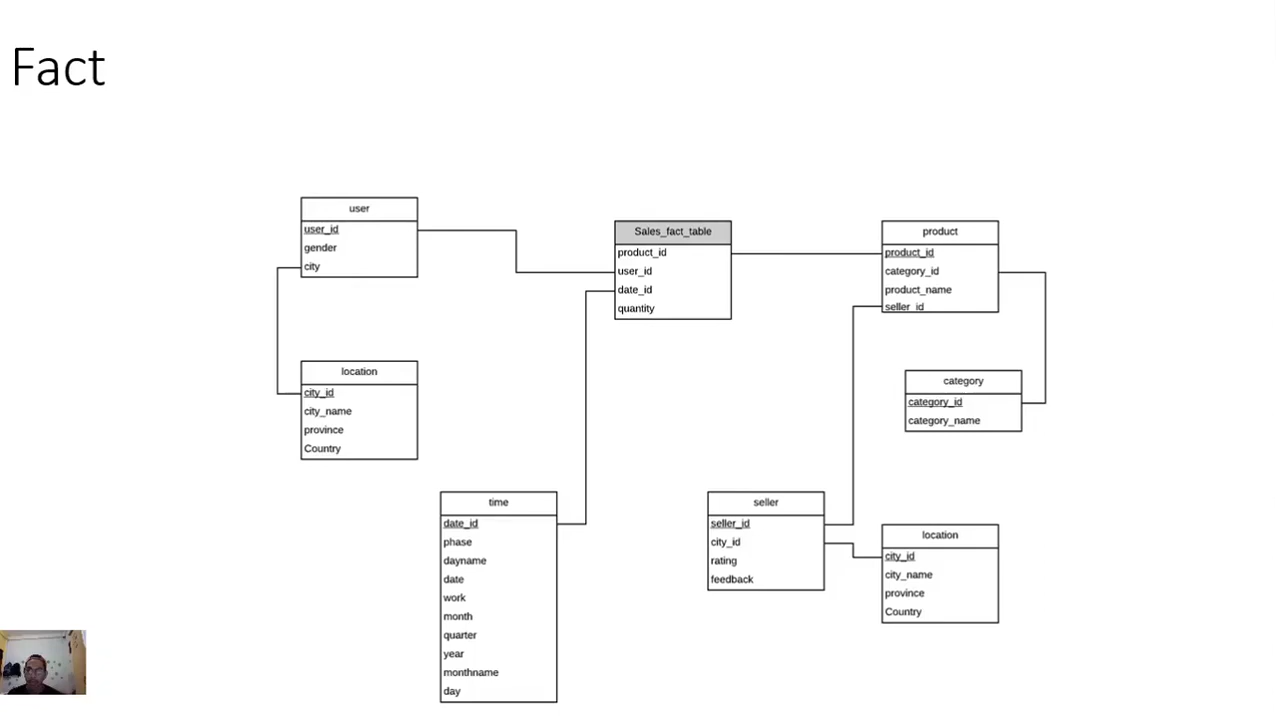 Fact
user
user_id
gender
city
location
city_id
city_name
province
Country
time
date_id
phase
dayname
date
work
month
quarter
year
monthname
day
Sales_fact_table
product_id
user_id
date_id
quantity
seller
seller_id
city_id
rating
feedback
product
product_id
category_id
product_name
seller_id
category
category_id
category_name
location
city_id
city_name
province
Country